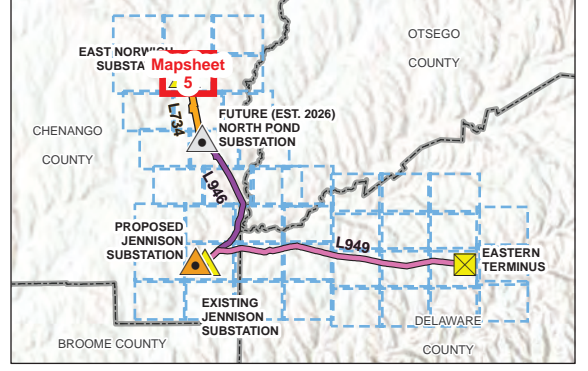 OTSEGO
COUNTY
EAST NORWICH
SUBSTA
Mapsheet
5
L734
FUTURE (EST. 2026)
NORTH POND
SUBSTATION
CHENANGO
COUNTY
L946
PROPOSED
JENNISON
SUBSTATION
L949
EASTERN
TERMINUS
EXISTING
JENNISON
SUBSTATION
DELAWARE
COUNTY
BROOME COUNTY